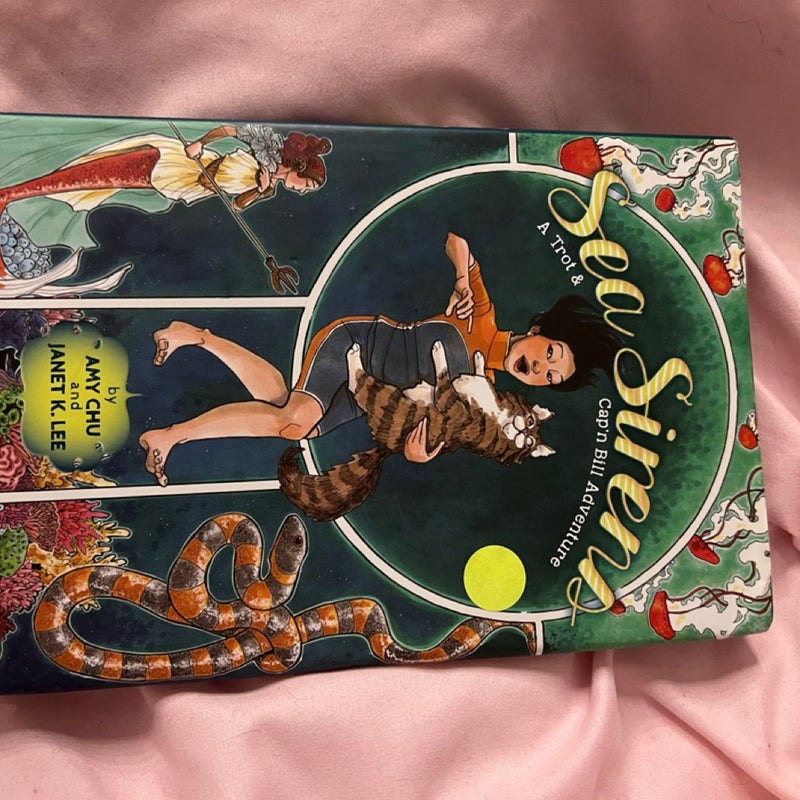 Sea Sirens
A Trot &
Cap'n Bill Adventure
by
AMY CHU
and
JANET K. LEE